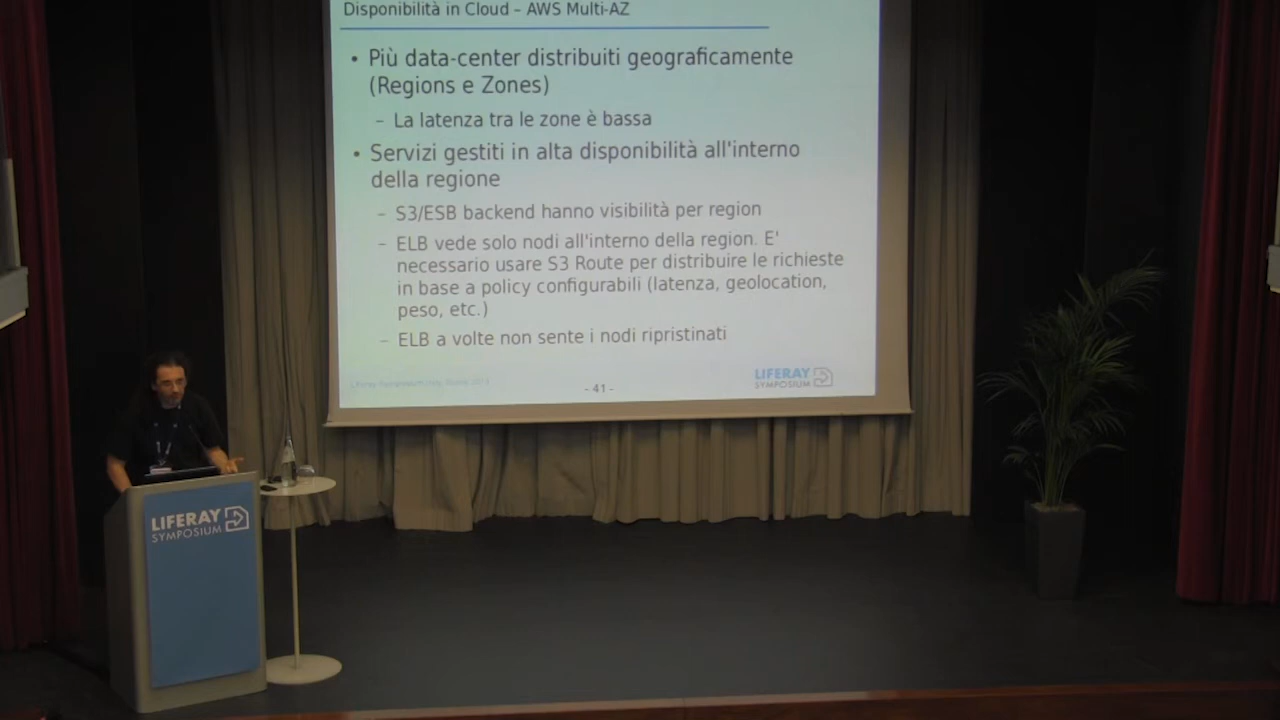 Disponibilità in Cloud – AWS Multi-AZ
• Più data-center distribuiti geograficamente
(Regions e Zones)
– La latenza tra le zone è bassa
• Servizi gestiti in alta disponibilità all'interno
della regione
– S3/ESB backend hanno visibilità per region
– ELB vede solo nodi all'interno della region. E'
necessario usare S3 Route per distribuire le richieste
in base a policy configurabili (latenza, geolocation,
peso, etc.)
– ELB a volte non sente i nodi ripristinati
- 41 -
LIFERAY
SYMPOSIUM
LIFERAY
SYMPOSIUM